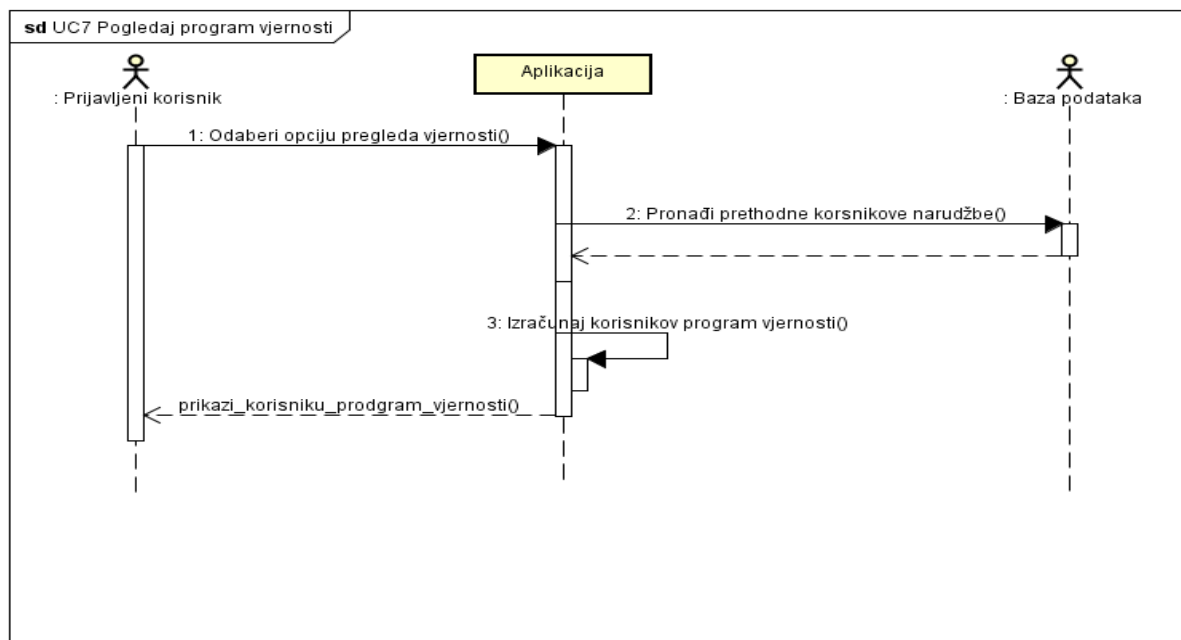 sd UC7 Pogledaj program vjernosti
: Prijavljeni korisnik
Aplikacija
: Baza podataka
1: Odaberi opciju pregleda vjernosti()
2: Pronađi prethodne korsnikove narudžbe()
3: Izračunaj korisnikov program vjernosti()
prikazi_korisniku_prodgram_vjernosti()